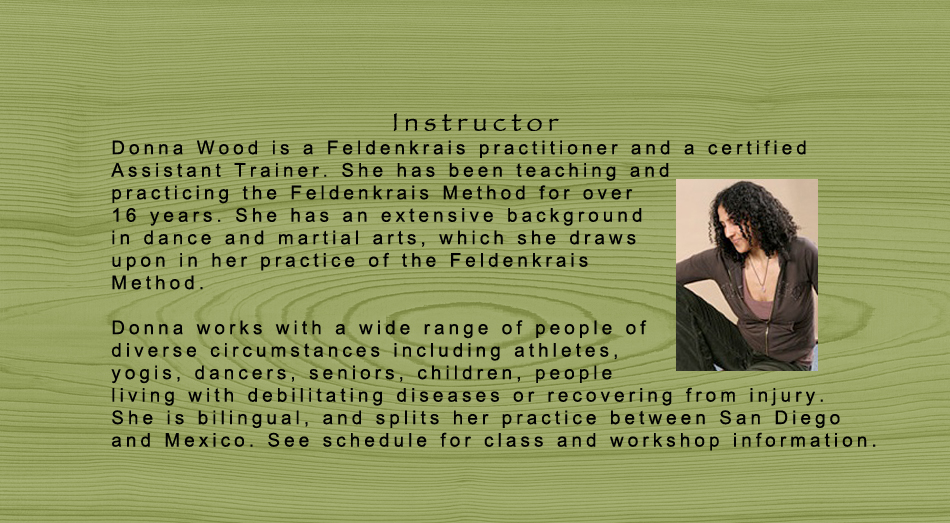 Instructor
Donna Wood is a Feldenkrais practitioner and a certified
Assistant Trainer. She has been teaching and
practicing the Feldenkrais Method for over
16 years. She has an extensive background
in dance and martial arts, which she draws
upon in her practice of the Feldenkrais
Method.
Donna works with a wide range of people of
diverse circumstances including athletes,
yogis, dancers, seniors, children, people
living with debilitating diseases or recovering from injury.
She is bilingual, and splits her practice between San Diego
and Mexico. See schedule for class and workshop information.